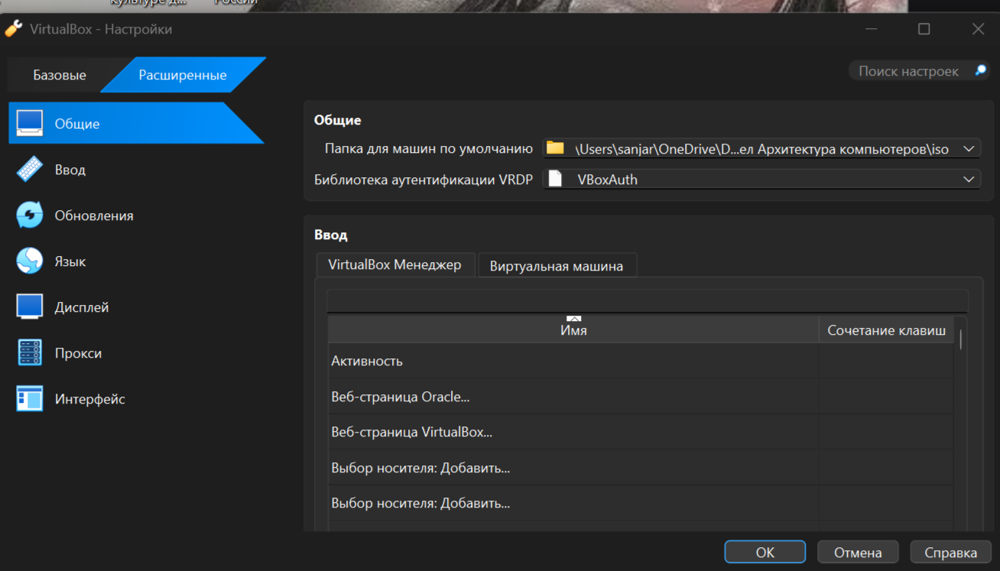 России
VirtualBox - Настройки
Базовые
Расширенные
Поиск настроек
Общие
Ввод
Обновления
Язык
Дисплей
Прокси
Интерфейс
Общие
Папка для машин по умолчанию \Users\sanjar\OneDrive\D...ел Архитектура компьютеров\iso
Библиотека аутентификации VRDP VBoxAuth
Ввод
VirtualBox Менеджер Виртуальная машина
Имя Сочетание клавиш
Активность
Веб-страница Oracle...
Веб-страница VirtualBox...
Выбор носителя: Добавить...
Выбор носителя: Добавить...
OK Отмена Справка